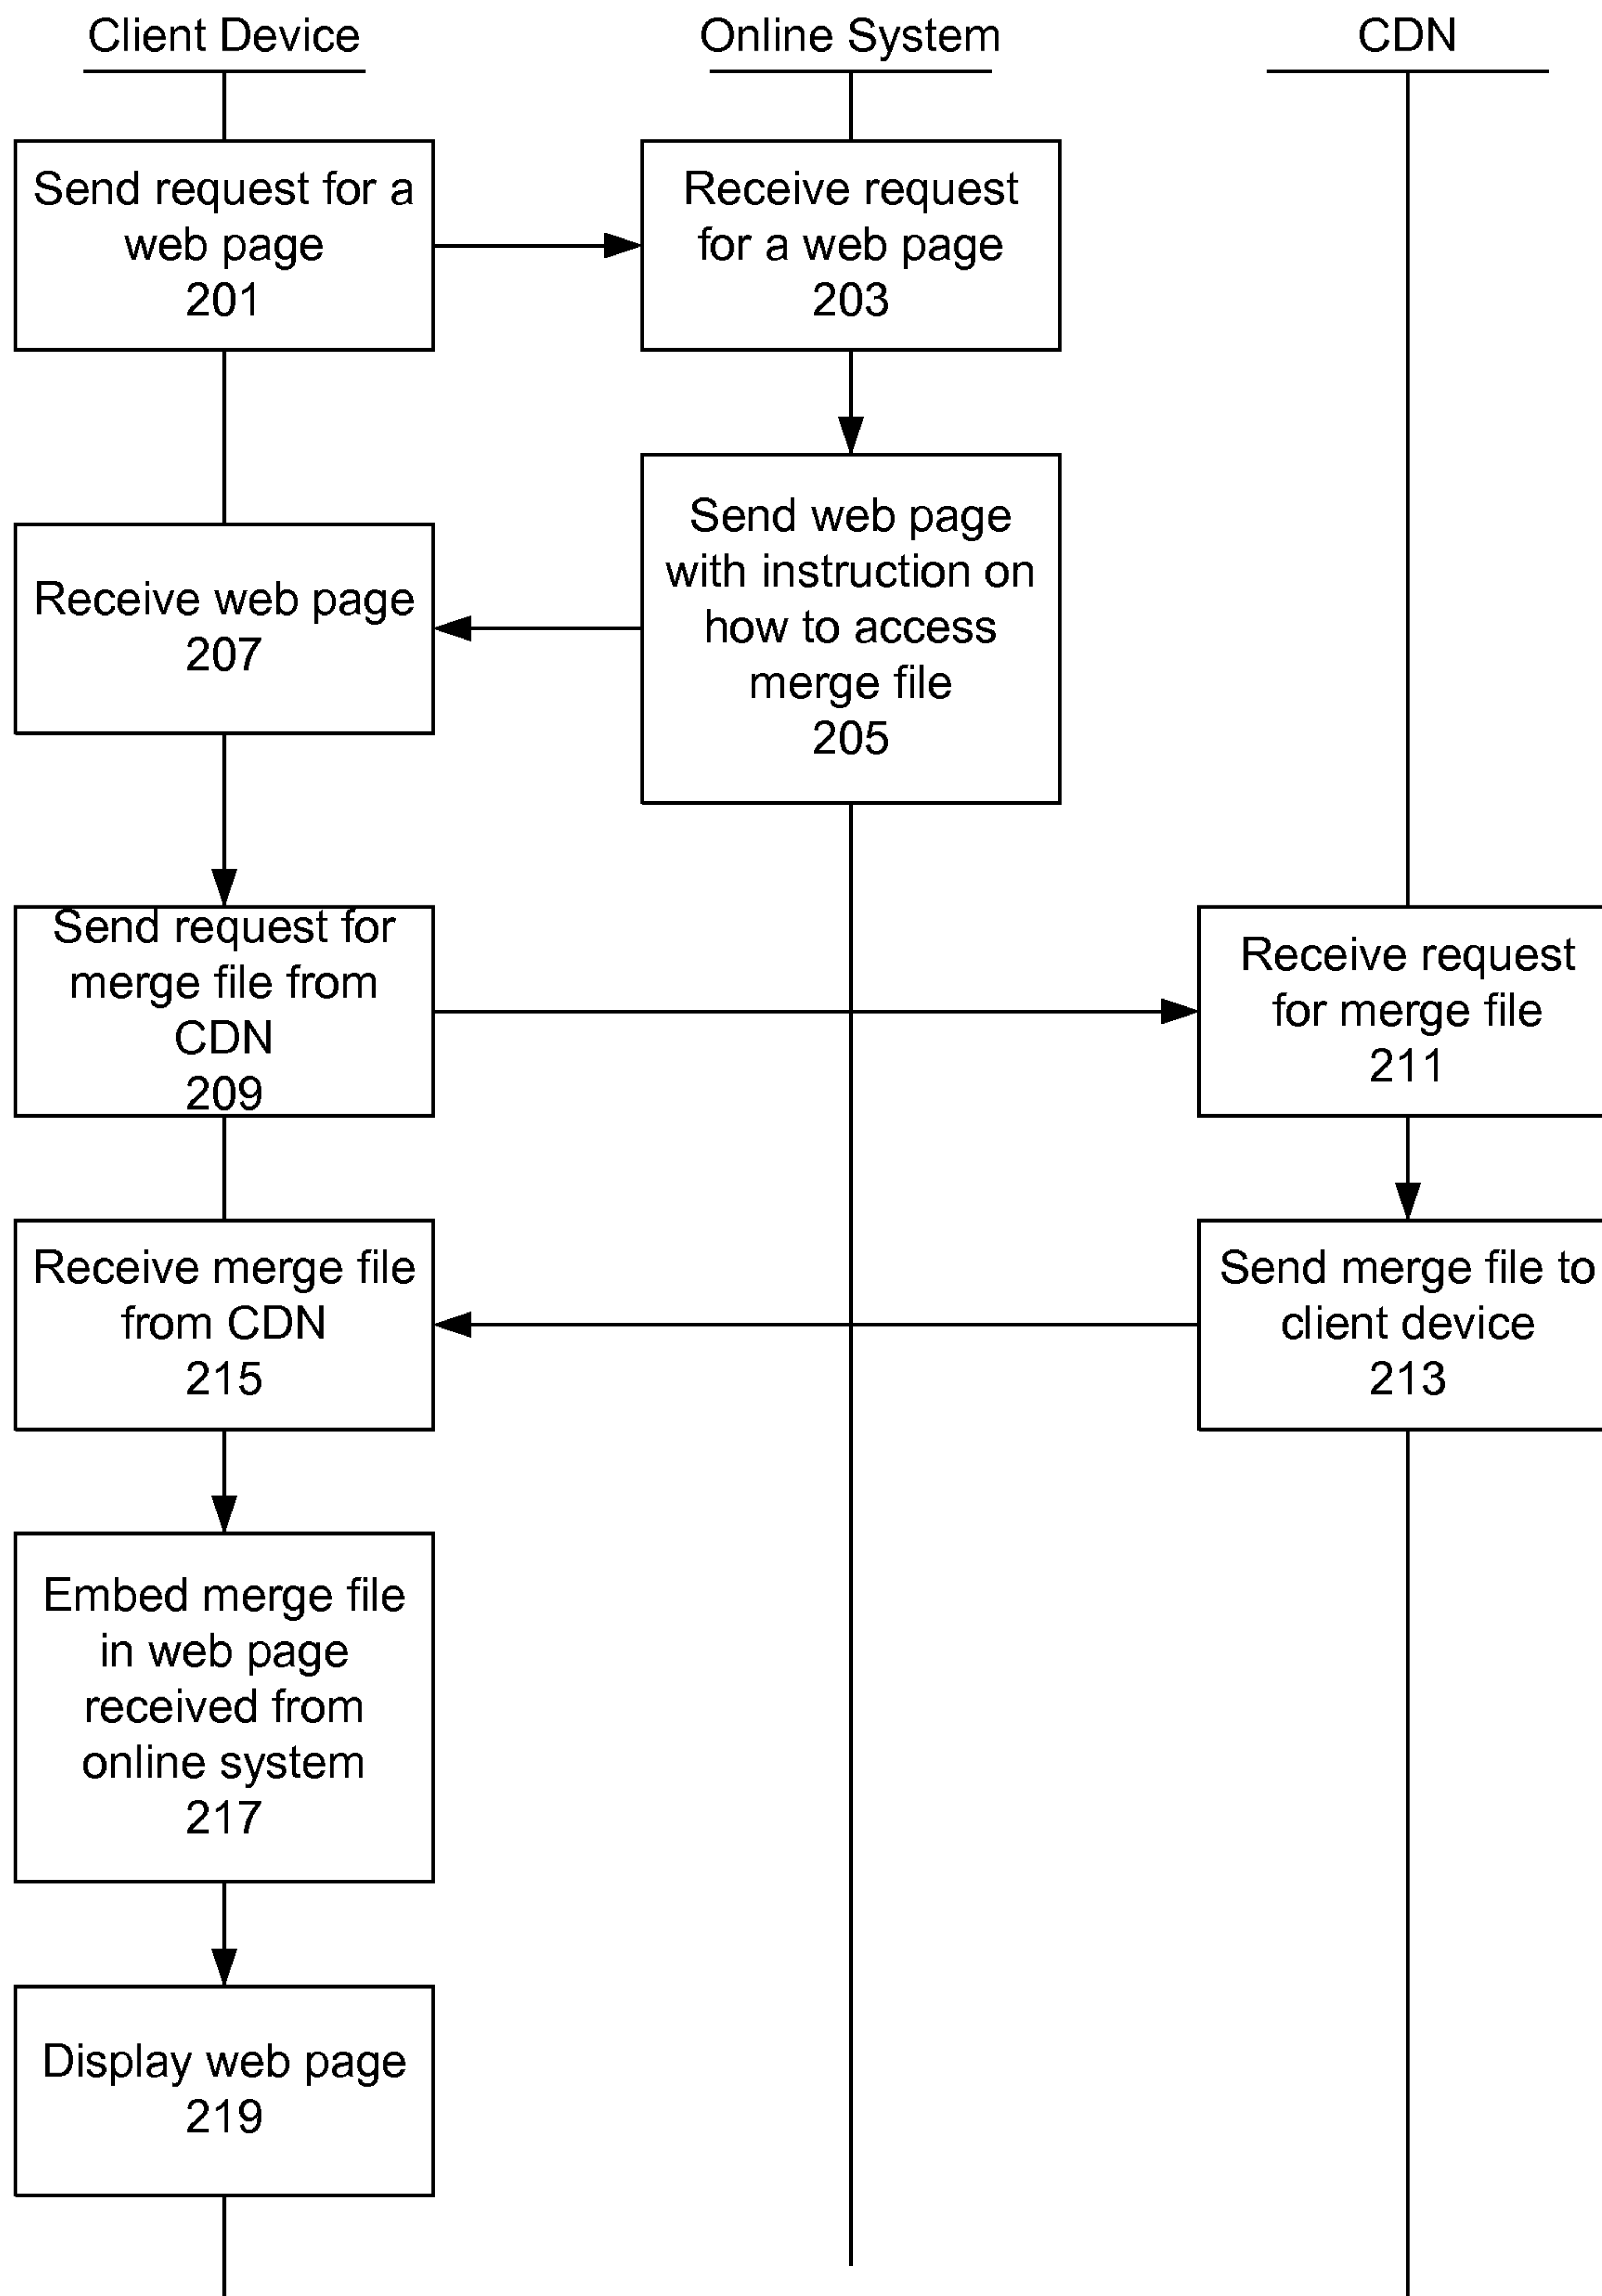 Client Device
Online System
CDN
Send request for a
web page
201
Receive request
for a web page
203
Send web page
with instruction on
how to access
merge file
205
Receive web page
207
Send request for
merge file from
CDN
209
Receive request
for merge file
211
Send merge file to
client device
213
Receive merge file
from CDN
215
Embed merge file
in web page
received from
online system
217
Display web page
219